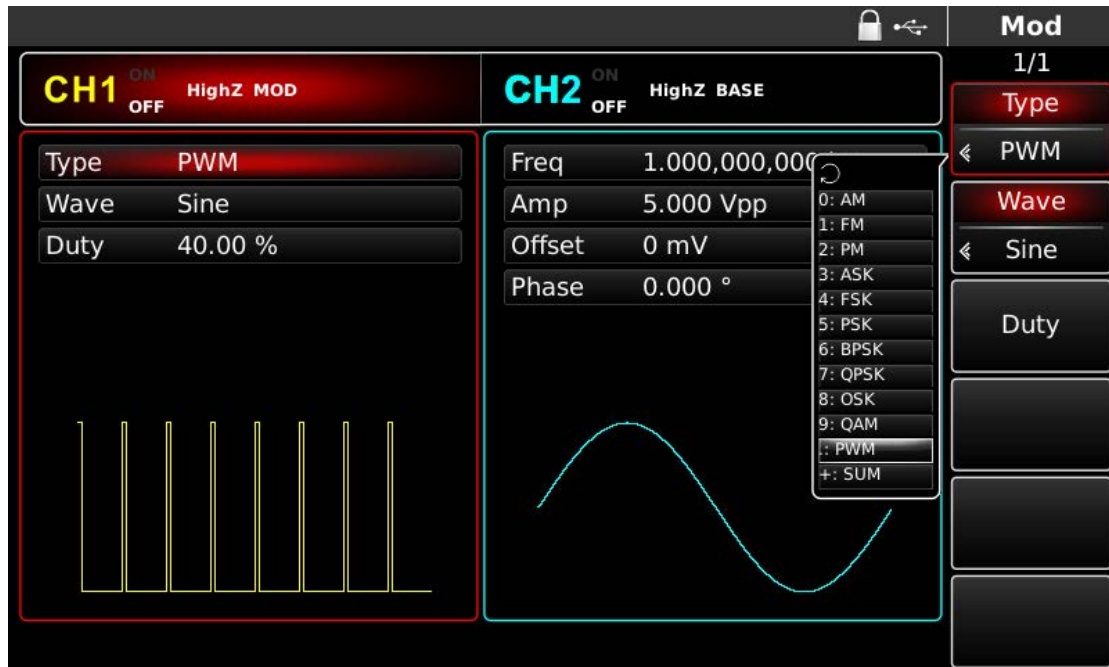 Mod
1/1
CH1 ON OFF HighZ MOD
CH2 ON OFF HighZ BASE
Type PWM
Wave Sine
Duty 40.00 %
Freq 1.000,000,000
Amp 5.000 Vpp
Offset 0 mV
Phase 0.000 °
0: AM
1: FM
2: PM
3: ASK
4: FSK
5: PSK
6: BPSK
7: QPSK
8: OSK
9: QAM
.: PWM
+: SUM
Type
PWM
Wave
Sine
Duty